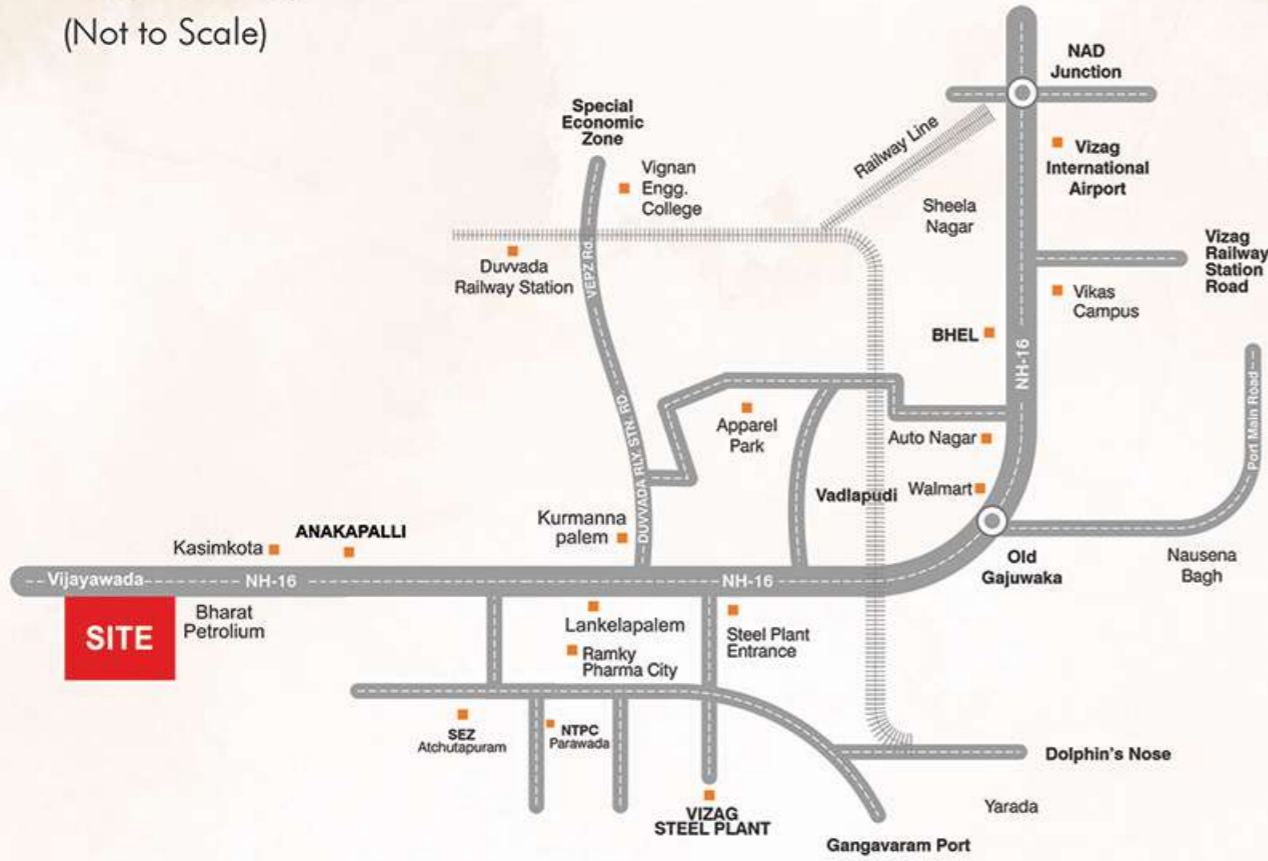 (Not to Scale)
NAD
Junction
Special
Economic
Zone
Railway Line
Vizag
International
Airport
Vignan
Engg.
College
Sheela
Nagar
Vizag
Railway
Station
Road
VEPZ Rd.
Duvvada
Railway Station
Vikas
Campus
BHEL
NH-16
Port Main Road
DUVVADA RLY. STN. RD.
Apparel
Park
Auto Nagar
Vadlapudi
Walmart
Kurmanna
palem
ANAKAPALLI
Kasimkota
Old
Gajuwaka
Nausena
Bagh
Vijayawada
NH-16
NH-16
SITE
Bharat
Petrolium
Lankelapalem
Steel Plant
Entrance
Ramky
Pharma City
SEZ
Atchutapuram
NTPC
Parawada
Dolphin's Nose
VIZAG
STEEL PLANT
Yarada
Gangavaram Port